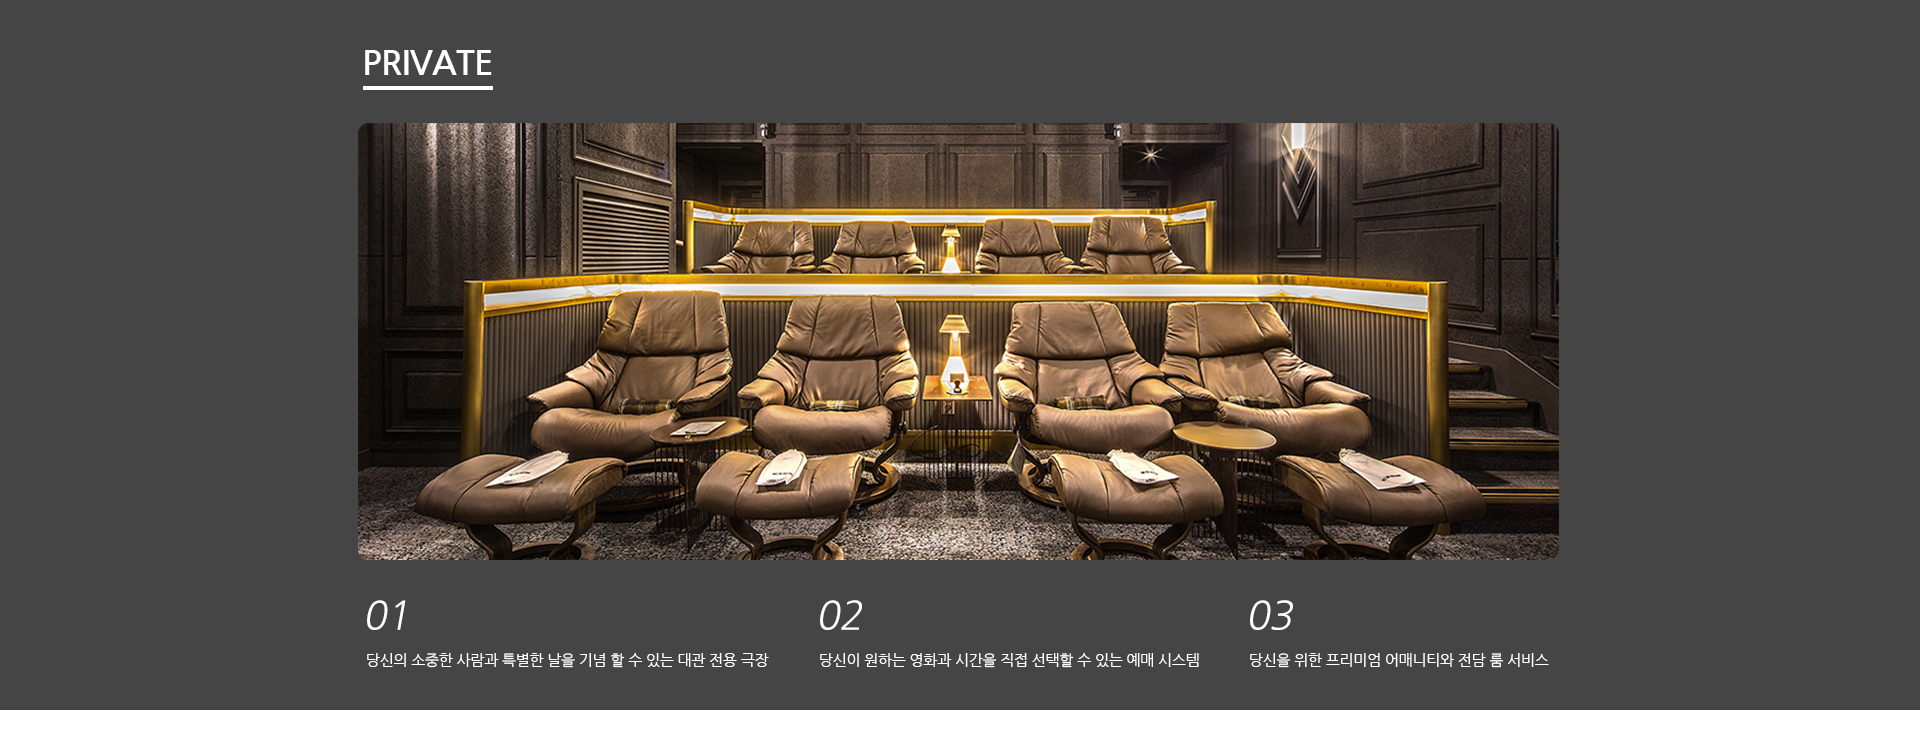 PRIVATE
01
당신의 소중한 사람과 특별한 날을 기념 할 수 있는 대관 전용 극장
02
당신이 원하는 영화과 시간을 직접 선택할 수 있는 예매 시스템
03
당신을 위한 프리미엄 어매니티와 전담 룸 서비스